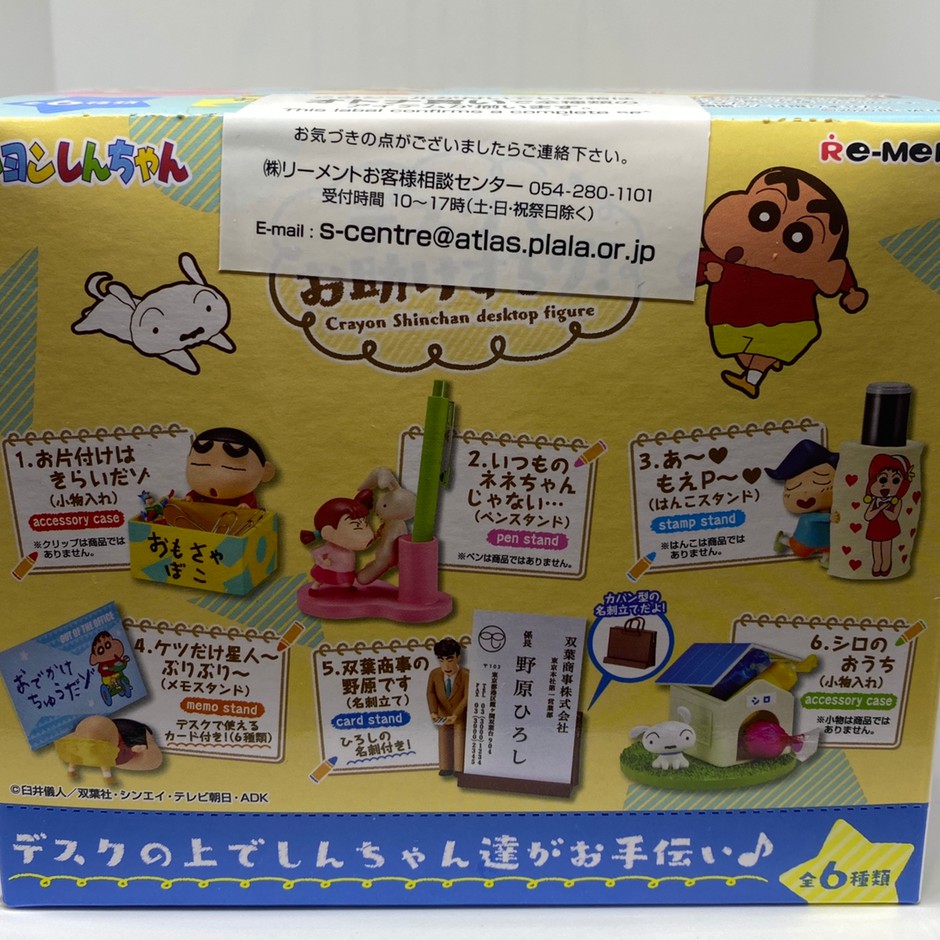 This label confirms a complete
お気づきの点がございましたらご連絡下さい。
㈱リーメントお客様相談センター 054-280-1101
受付時間 10～17時(土・日・祝祭日除く)
E-mail : s-centre@atlas.plala.or.jp
ヨンしんちゃん
Re-Me
Crayon Shinchan desktop figure
1.お片付けは
きらいだゾ
(小物入れ)
accessory case
※クリップは商品では
ありません。
おもちゃ
ばこ
2.いつもの
ネネちゃん
じゃない…
(ペンスタンド)
pen stand
※ペンは商品ではありません。
3.あ～♥
もえP～♥
(はんこスタンド)
stamp stand
※はんこは商品では
ありません。
OUT OF THE OFFICE
おでかけ
ちゅうだゾ
4.ケツだけ星人～
ぶりぶり～
(メモスタンド)
memo stand
デスクで使える
カード付き!(6種類)
5.双葉商事の
野原です
(名刺立て)
card stand
ひろしの
名刺付き!
双葉商事株式会社
東京本社第一営業部
係長
野原ひろし
カバン型の
名刺立てだよ!
シロ
6.シロの
おうち
(小物入れ)
accessory case
※小物は商品では
ありません。
©臼井儀人/双葉社・シンエイ・テレビ朝日・ADK
デスクの上でしんちゃん達がお手伝い♪
全6種類